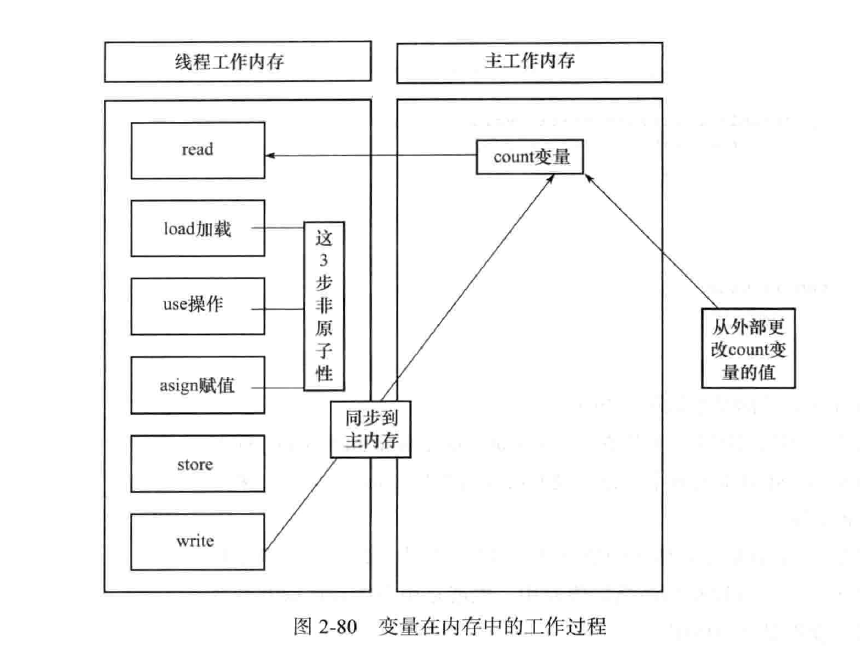 线程工作内存
主工作内存
read
load加载
use操作
asign赋值
store
write
这
3
步
非
原
子
性
count变量
同步到
主内存
从外部更
改count变
量的值
图 2-80 变量在内存中的工作过程